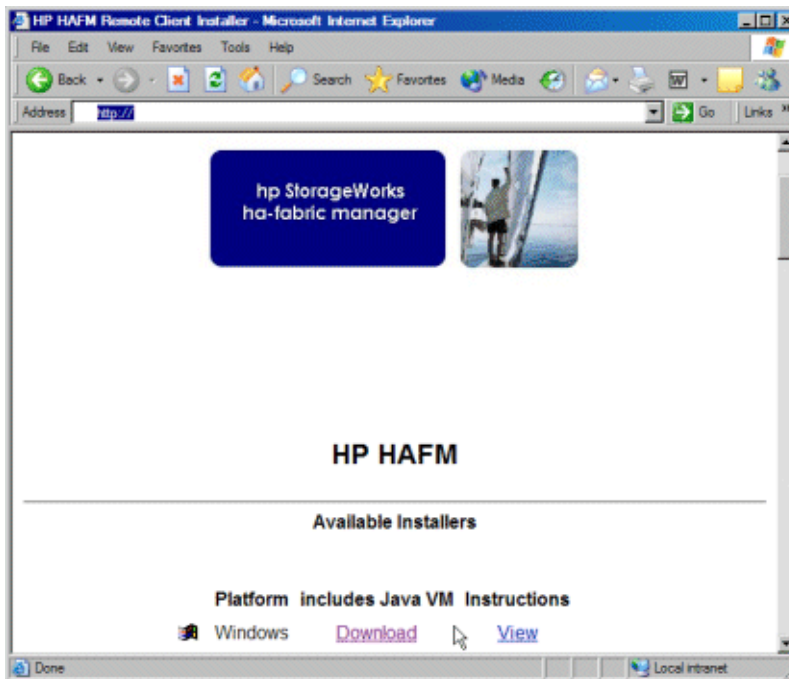 HP HAFM Remote Client Installer - Microsoft Internet Explorer
File Edit View Favorites Tools Help
Back Search Favorites Media
Address http:// Go Links »
hp StorageWorks
ha-fabric manager
HP HAFM
Available Installers
Platform includes Java VM Instructions
Windows Download View
Done Local intranet